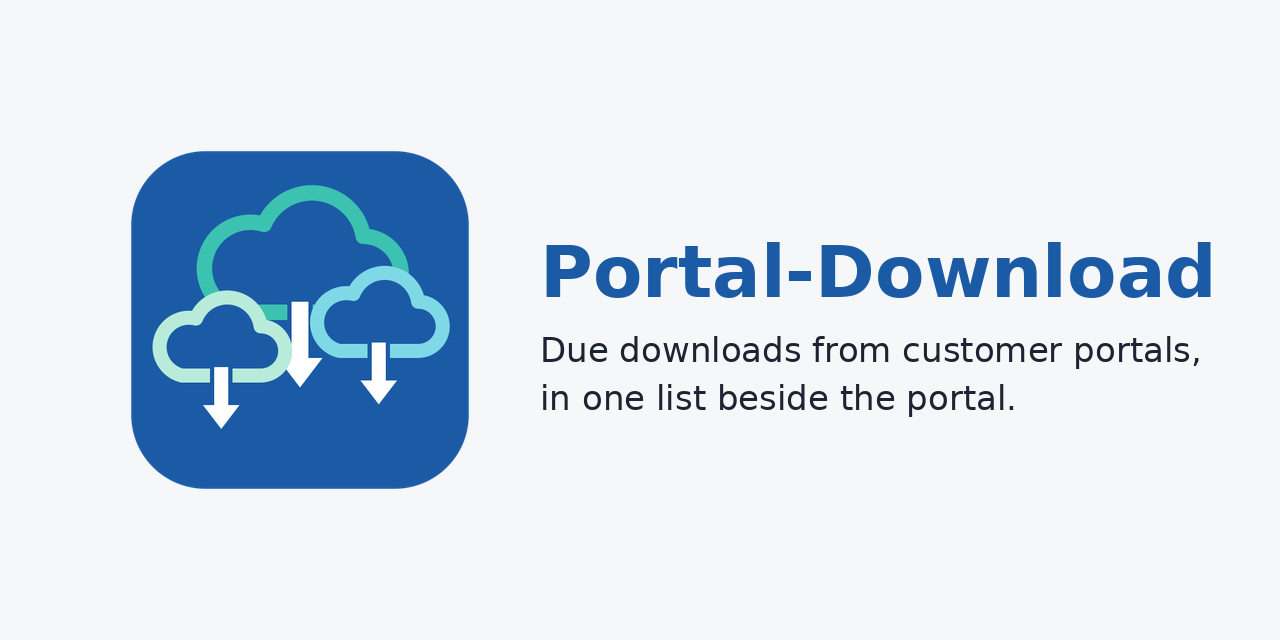 Portal-Download
Due downloads from customer portals,
in one list beside the portal.